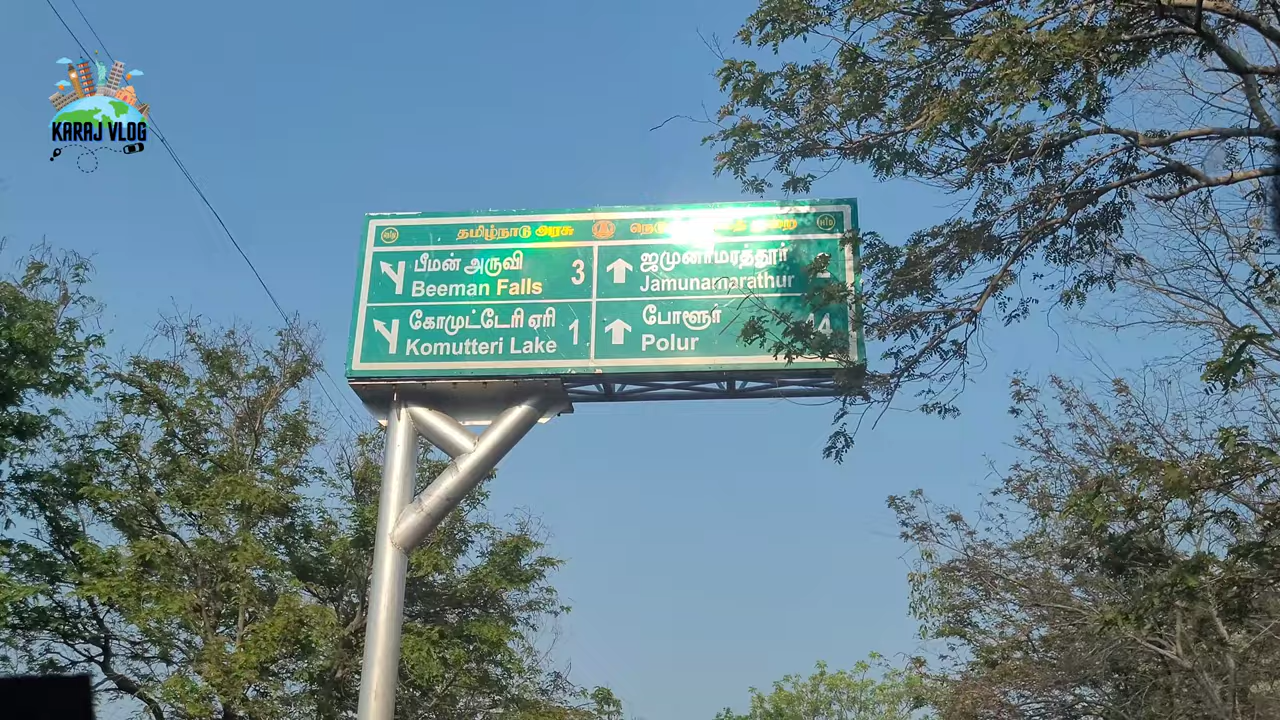 KARAJ VLOG
தமிழ்நாடு அரசு
பீமன் அருவி 3
Beeman Falls
கோமுட்டேரி ஏரி 1
Komutteri Lake
ஜமுனாமரத்தூர்
Jamunamarathur
போளூர்
Polur